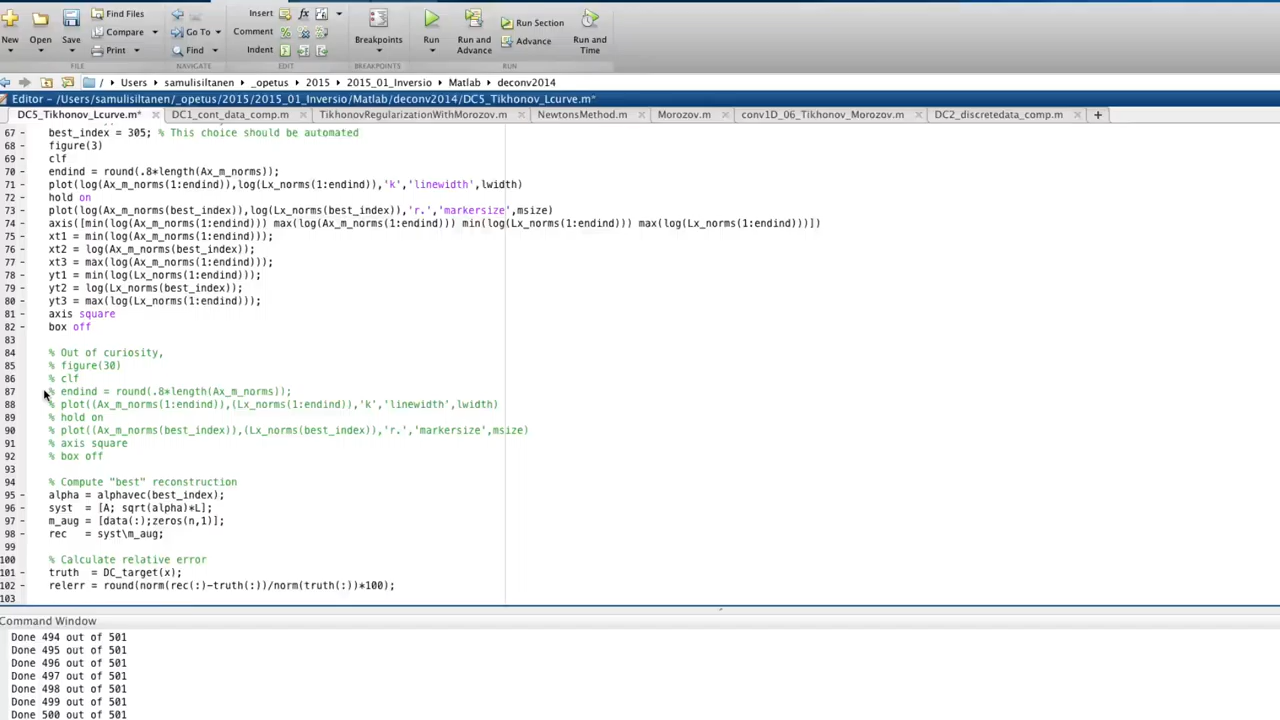 Find Files
Insert fx
Compare
Go To
Comment
Run Section
Print
Find
Indent
Advance
New Open Save
Breakpoints
Run Run and Advance
Run and Time
FILE NAVIGATE EDIT BREAKPOINTS RUN
/ Users samulisiltanen _opetus 2015 2015_01_Inversio Matlab deconv2014
Editor - /Users/samulisiltanen/_opetus/2015/2015_01_Inversio/Matlab/deconv2014/DC5_Tikhonov_Lcurve.m*
DC5_Tikhonov_Lcurve.m* DC1_cont_data_comp.m TikhonovRegularizationWithMorozov.m NewtonsMethod.m Morozov.m conv1D_06_Tikhonov_Morozov.m DC2_discretedata_comp.m +
67 - best_index = 305; % This choice should be automated
68 - figure(3)
69 - clf
70 - endind = round(.8*length(Ax_m_norms));
71 - plot(log(Ax_m_norms(1:endind)),log(Lx_norms(1:endind)),'k','linewidth',lwidth)
72 - hold on
73 - plot(log(Ax_m_norms(best_index)),log(Lx_norms(best_index)),'r.','markersize',msize)
74 - axis([min(log(Ax_m_norms(1:endind))) max(log(Ax_m_norms(1:endind))) min(log(Lx_norms(1:endind))) max(log(Lx_norms(1:endind)))])
75 - xt1 = min(log(Ax_m_norms(1:endind)));
76 - xt2 = log(Ax_m_norms(best_index));
77 - xt3 = max(log(Ax_m_norms(1:endind)));
78 - yt1 = min(log(Lx_norms(1:endind)));
79 - yt2 = log(Lx_norms(best_index));
80 - yt3 = max(log(Lx_norms(1:endind)));
81 - axis square
82 - box off
83
84 % Out of curiosity,
85 % figure(30)
86 % clf
87 % endind = round(.8*length(Ax_m_norms));
88 % plot((Ax_m_norms(1:endind)),(Lx_norms(1:endind)),'k','linewidth',lwidth)
89 % hold on
90 % plot((Ax_m_norms(best_index)),(Lx_norms(best_index)),'r.','markersize',msize)
91 % axis square
92 % box off
93
94 % Compute "best" reconstruction
95 - alpha = alphavec(best_index);
96 - syst = [A; sqrt(alpha)*L];
97 - m_aug = [data(:);zeros(n,1)];
98 - rec = syst\m_aug;
99
100 % Calculate relative error
101 - truth = DC_target(x);
102 - relerr = round(norm(rec(:)-truth(:))/norm(truth(:))*100);
103
Command Window
Done 494 out of 501
Done 495 out of 501
Done 496 out of 501
Done 497 out of 501
Done 498 out of 501
Done 499 out of 501
Done 500 out of 501